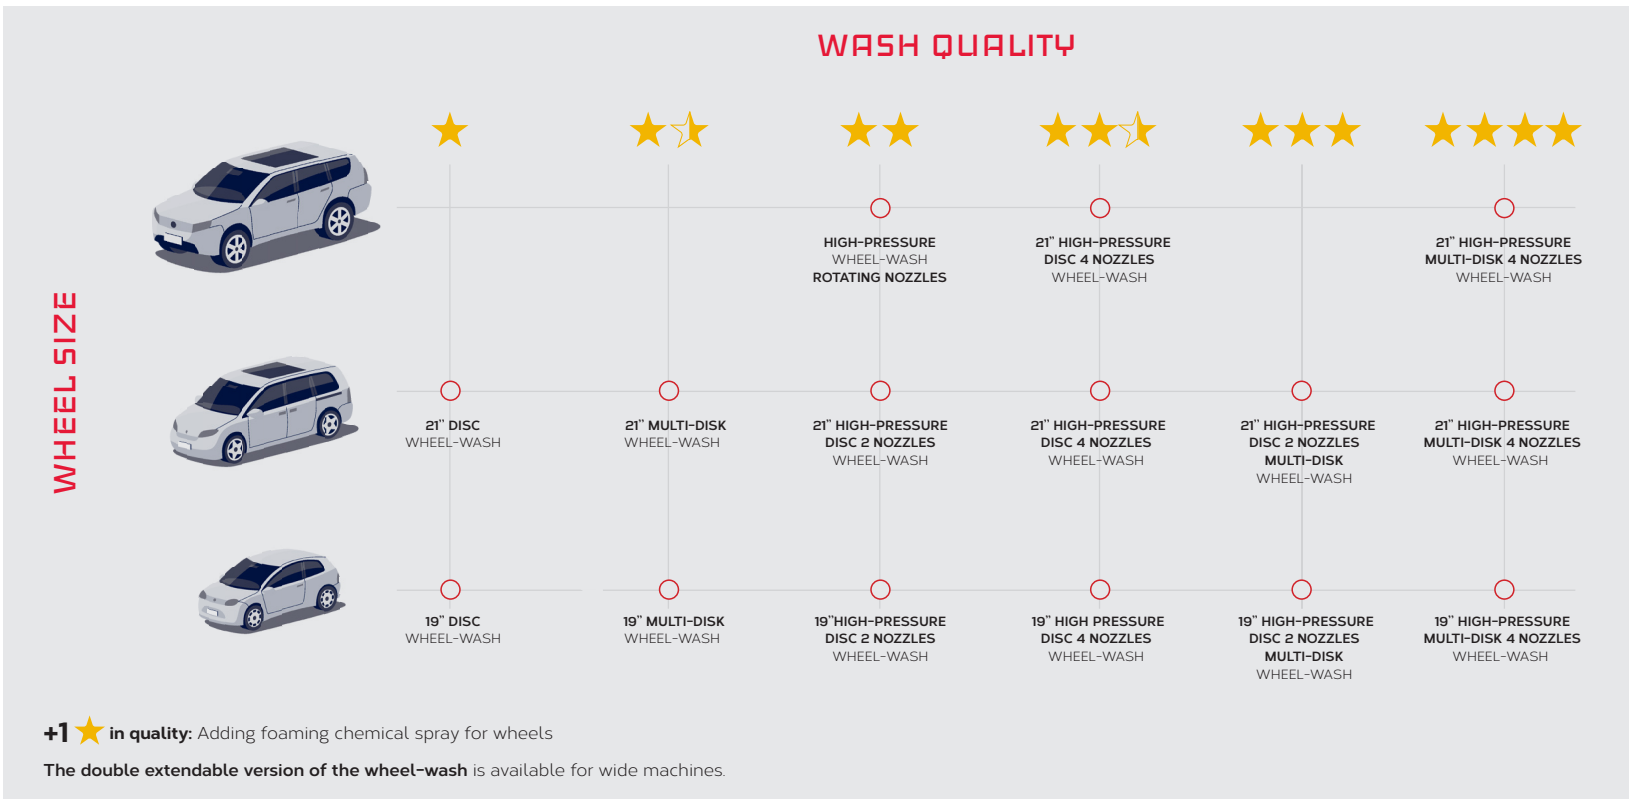 WASH QUALITY
WHEEL SIZE
HIGH-PRESSURE
WHEEL-WASH
ROTATING NOZZLES
21” HIGH-PRESSURE
DISC 4 NOZZLES
WHEEL-WASH
21” HIGH-PRESSURE
MULTI-DISK 4 NOZZLES
WHEEL-WASH
21” DISC
WHEEL-WASH
21” MULTI-DISK
WHEEL-WASH
21” HIGH-PRESSURE
DISC 2 NOZZLES
WHEEL-WASH
21” HIGH-PRESSURE
DISC 4 NOZZLES
WHEEL-WASH
21” HIGH-PRESSURE
DISC 2 NOZZLES
MULTI-DISK
WHEEL-WASH
21” HIGH-PRESSURE
MULTI-DISK 4 NOZZLES
WHEEL-WASH
19” DISC
WHEEL-WASH
19” MULTI-DISK
WHEEL-WASH
19”HIGH-PRESSURE
DISC 2 NOZZLES
WHEEL-WASH
19” HIGH PRESSURE
DISC 4 NOZZLES
WHEEL-WASH
19” HIGH-PRESSURE
DISC 2 NOZZLES
MULTI-DISK
WHEEL-WASH
19” HIGH-PRESSURE
MULTI-DISK 4 NOZZLES
WHEEL-WASH
+1 in quality: Adding foaming chemical spray for wheels
The double extendable version of the wheel-wash is available for wide machines.